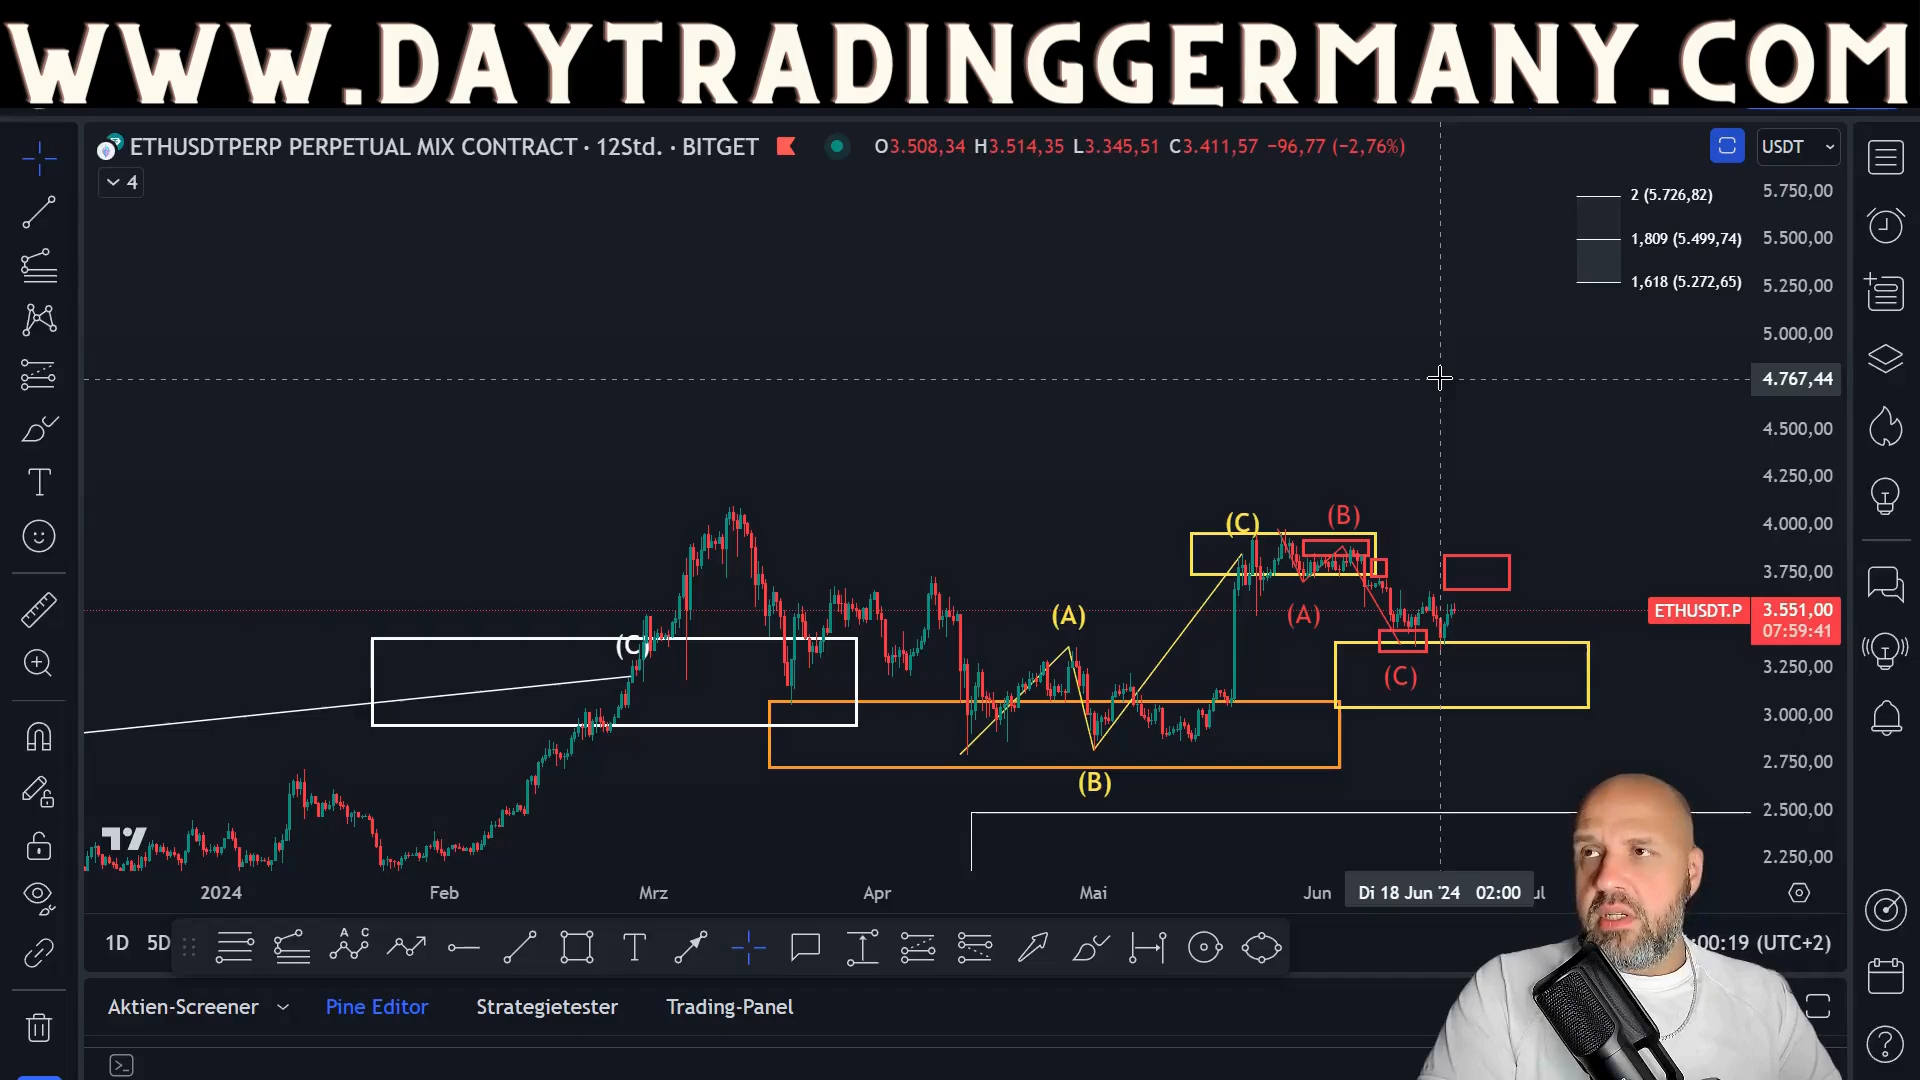 WWW.DAYTRADINGGERMANY.COM
ETHUSDTPERP PERPETUAL MIX CONTRACT · 12Std. · BITGET
O3.508,34 H3.514,35 L3.345,51 C3.411,57 −96,77 (−2,76%)
USDT
4
2 (5.726,82)
1,809 (5.499,74)
1,618 (5.272,65)
5.750,00
5.500,00
5.250,00
5.000,00
4.767,44
4.500,00
4.250,00
4.000,00
3.750,00
ETHUSDT.P
3.551,00
07:59:41
3.250,00
3.000,00
2.750,00
2.500,00
2.250,00
(C)
(A)
(B)
(C)
(B)
(A)
(C)
2024
Feb
Mrz
Apr
Mai
Jun
Di 18 Jun '24 02:00
ul
1D
5D
A C
:00:19 (UTC+2)
Aktien-Screener
Pine Editor
Strategietester
Trading-Panel